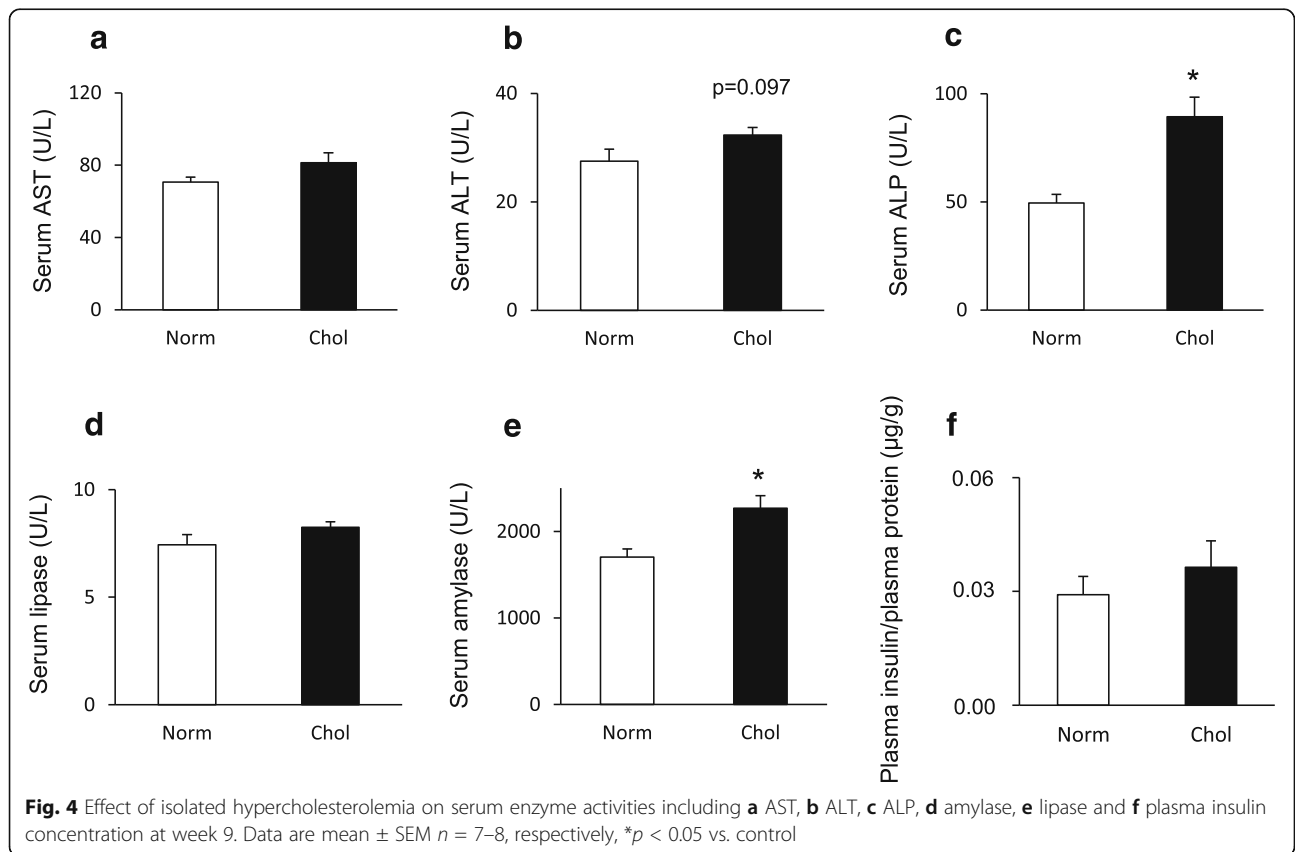 a
b
c
Serum AST (U/L)
120
80
40
0
Norm Chol
Serum ALT (U/L)
p=0.097
40
20
0
Norm Chol
Serum ALP (U/L)
*
100
50
0
Norm Chol
d
e
f
Serum lipase (U/L)
10
5
0
Norm Chol
Serum amylase (U/L)
*
2000
1000
0
Norm Chol
Plasma insulin/plasma protein (µg/g)
0.06
0.03
0.00
Norm Chol
Fig. 4 Effect of isolated hypercholesterolemia on serum enzyme activities including a AST, b ALT, c ALP, d amylase, e lipase and f plasma insulin
concentration at week 9. Data are mean ± SEM n = 7–8, respectively, *p < 0.05 vs. control